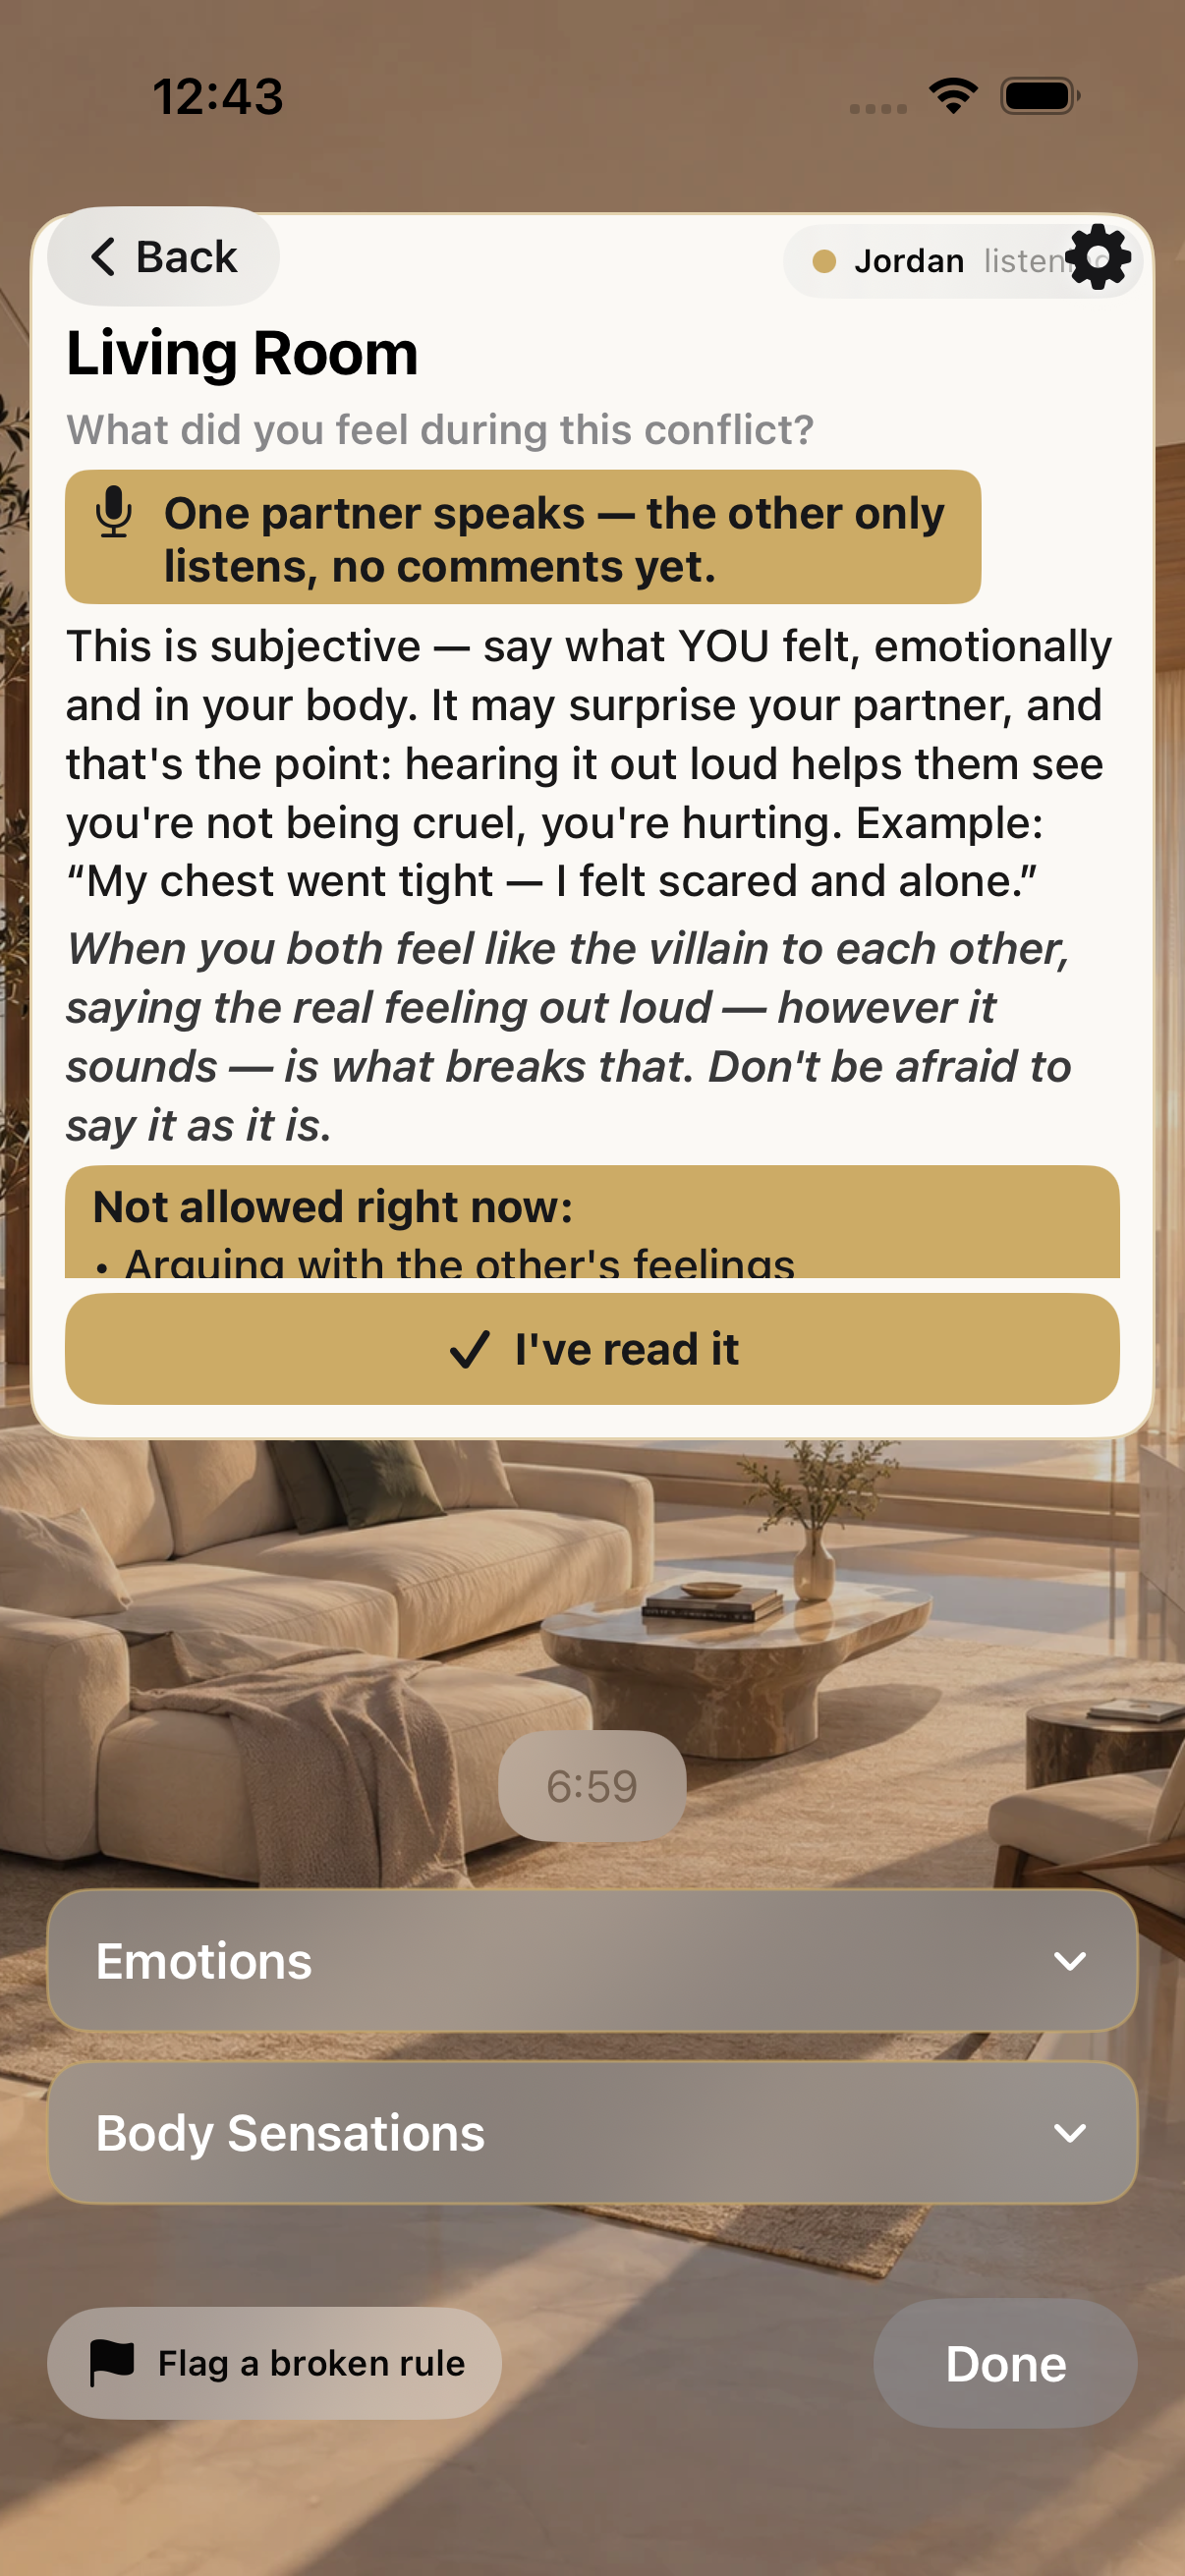 12:43
Back
Jordan
Living Room
What did you feel during this conflict?
One partner speaks — the other only
listens, no comments yet.
This is subjective — say what YOU felt, emotionally
and in your body. It may surprise your partner, and
that's the point: hearing it out loud helps them see
you're not being cruel, you're hurting. Example:
“My chest went tight — I felt scared and alone.”
When you both feel like the villain to each other,
saying the real feeling out loud — however it
sounds — is what breaks that. Don't be afraid to
say it as it is.
Not allowed right now:
• Arguing with the other's feelings
✓ I've read it
6:59
Emotions
Body Sensations
Flag a broken rule
Done